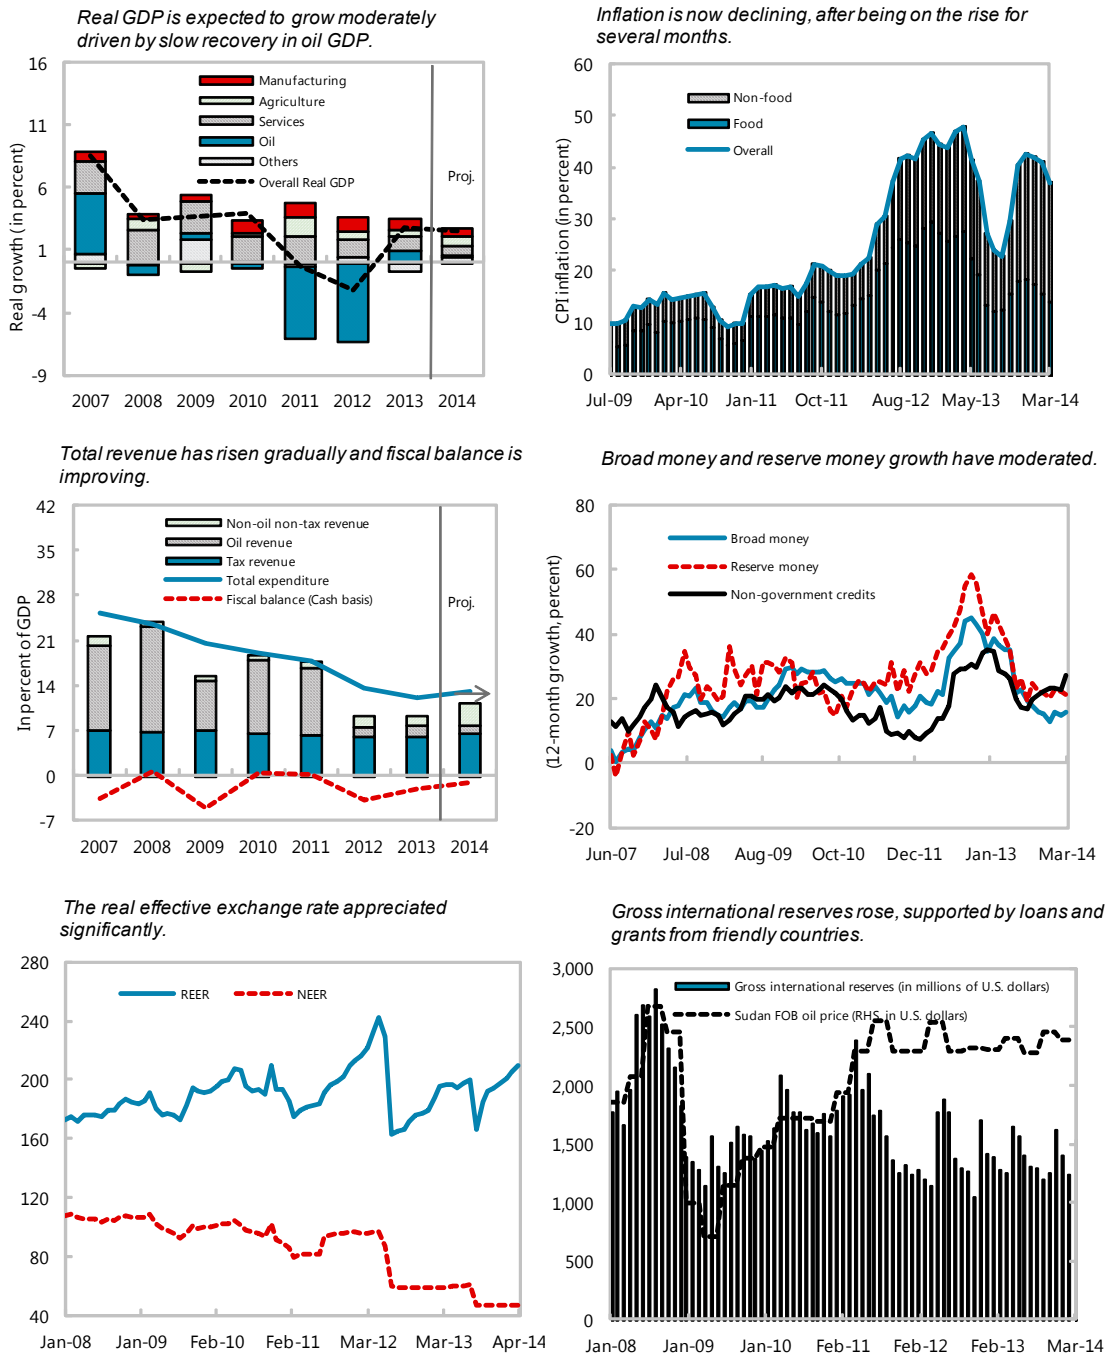 Real GDP is expected to grow moderately
driven by slow recovery in oil GDP.
Real growth (in percent)
16
11
6
1
-4
-9
Manufacturing
Agriculture
Services
Oil
Others
Overall Real GDP
Proj.
2007 2008 2009 2010 2011 2012 2013 2014
Inflation is now declining, after being on the rise for
several months.
CPI inflation (in percent)
60
50
40
30
20
10
0
Non-food
Food
Overall
Jul-09 Apr-10 Jan-11 Oct-11 Aug-12 May-13 Mar-14
Total revenue has risen gradually and fiscal balance is
improving.
In percent of GDP
42
35
28
21
14
7
0
-7
Non-oil non-tax revenue
Oil revenue
Tax revenue
Total expenditure
Fiscal balance (Cash basis)
Proj.
2007 2008 2009 2010 2011 2012 2013 2014
Broad money and reserve money growth have moderated.
(12-month growth, percent)
80
60
40
20
0
-20
Broad money
Reserve money
Non-government credits
Jun-07 Jul-08 Aug-09 Oct-10 Dec-11 Jan-13 Mar-14
The real effective exchange rate appreciated
significantly.
280
240
200
160
120
80
40
REER NEER
Jan-08 Jan-09 Feb-10 Feb-11 Mar-12 Mar-13 Apr-14
Gross international reserves rose, supported by loans and
grants from friendly countries.
3,000
2,500
2,000
1,500
1,000
500
0
Gross international reserves (in millions of U.S. dollars)
Sudan FOB oil price (RHS, in U.S. dollars)
Jan-08 Jan-09 Jan-10 Feb-11 Feb-12 Feb-13 Mar-14